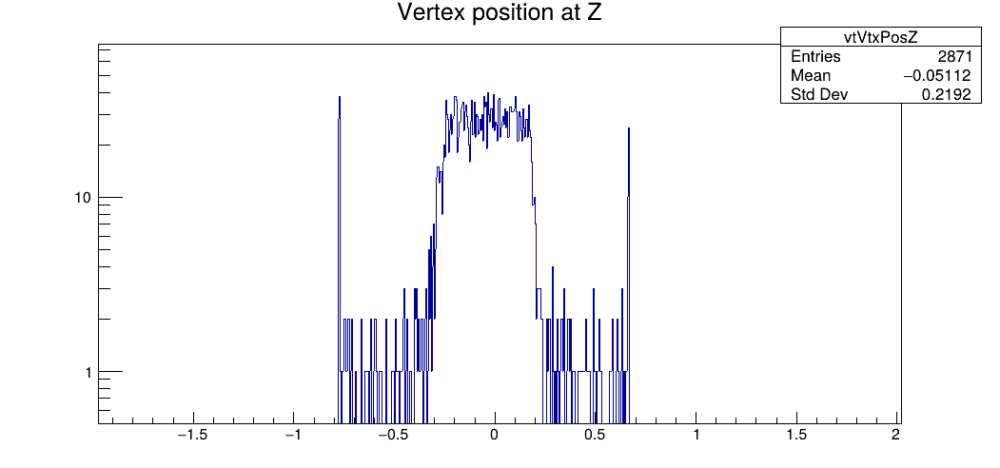 Vertex position at Z
vtVtxPosZ
Entries 2871
Mean −0.05112
Std Dev 0.2192
10
1
−1.5 −1 −0.5 0 0.5 1 1.5 2